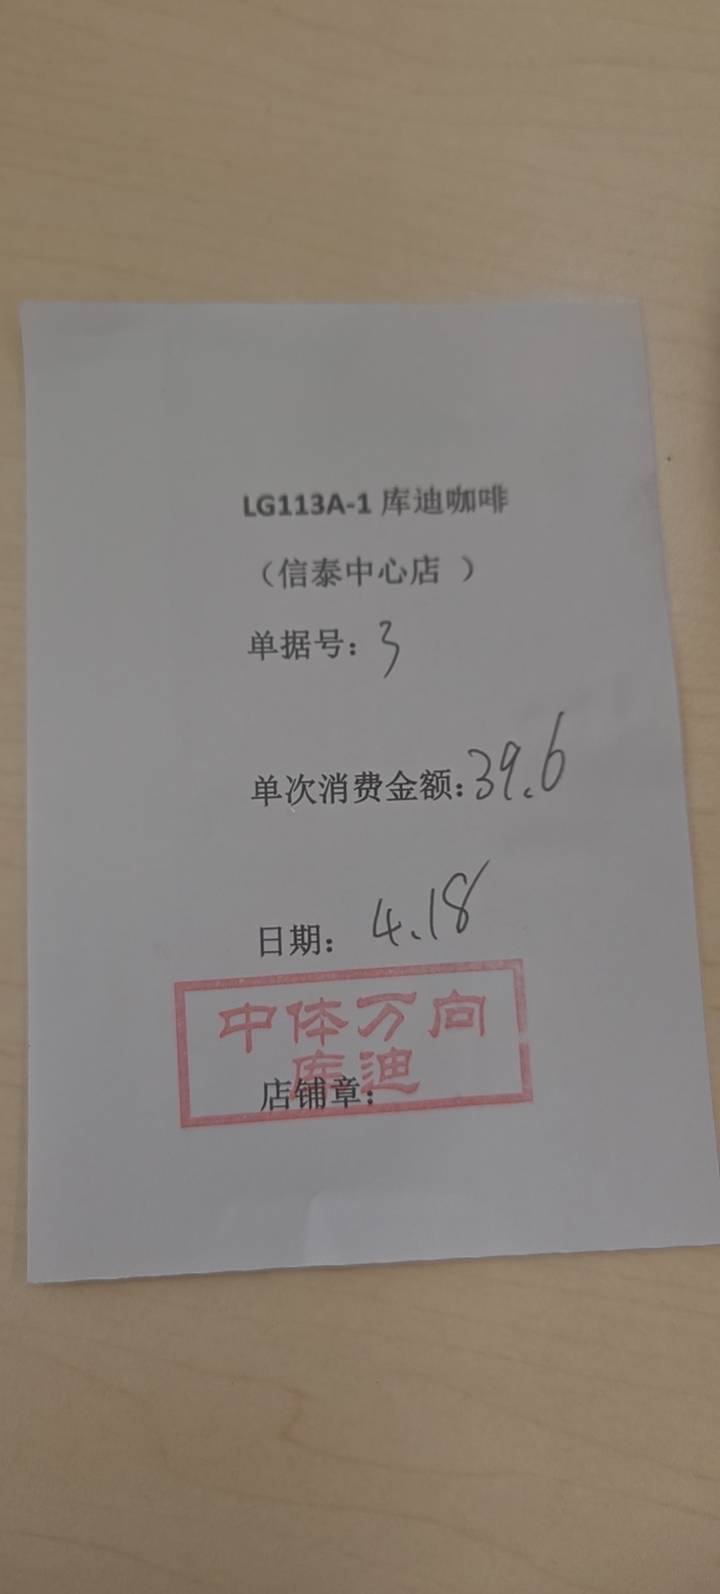 LG113A-1 库迪咖啡
（信泰中心店 ）
单据号：3
单次消费金额：39.6
日期： 4.18
中体万向
库迪
店铺章：